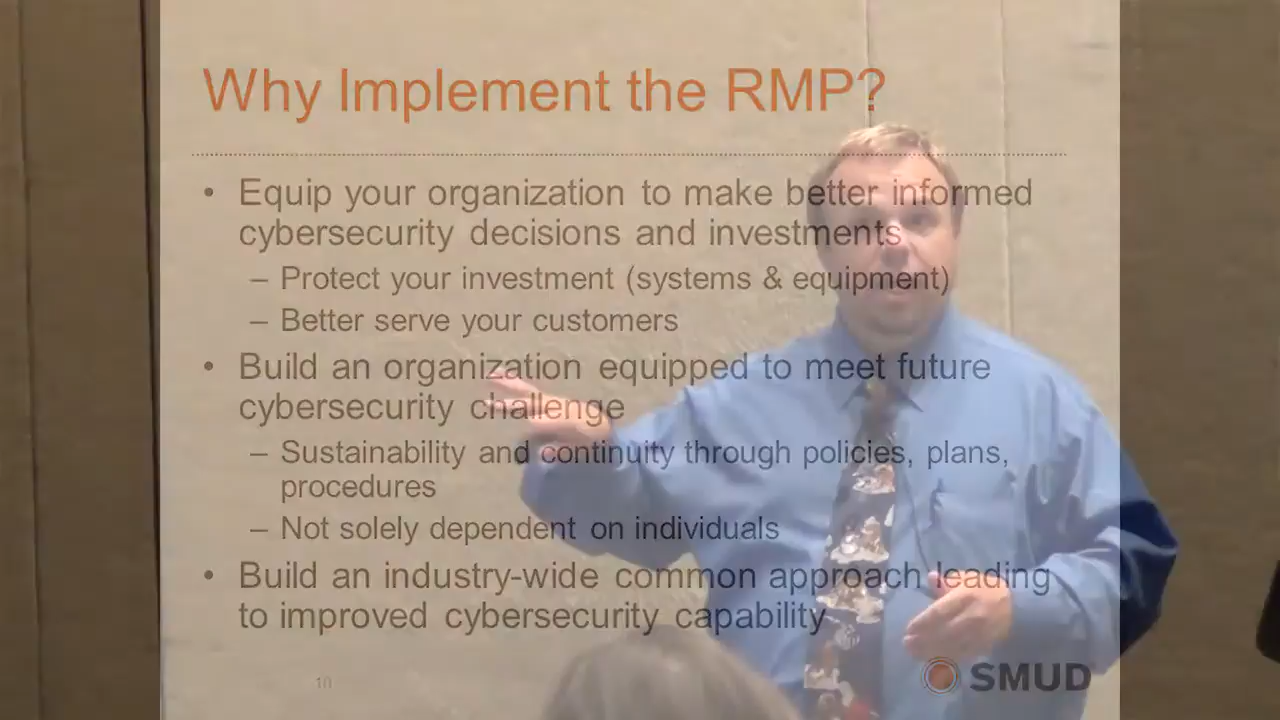 Why Implement the RMP?
• Equip your organization to make better informed
cybersecurity decisions and investments
– Protect your investment (systems & equipment)
– Better serve your customers
• Build an organization equipped to meet future
cybersecurity challenge
– Sustainability and continuity through policies, plans,
procedures
– Not solely dependent on individuals
• Build an industry-wide common approach leading
to improved cybersecurity capability
10
SMUD